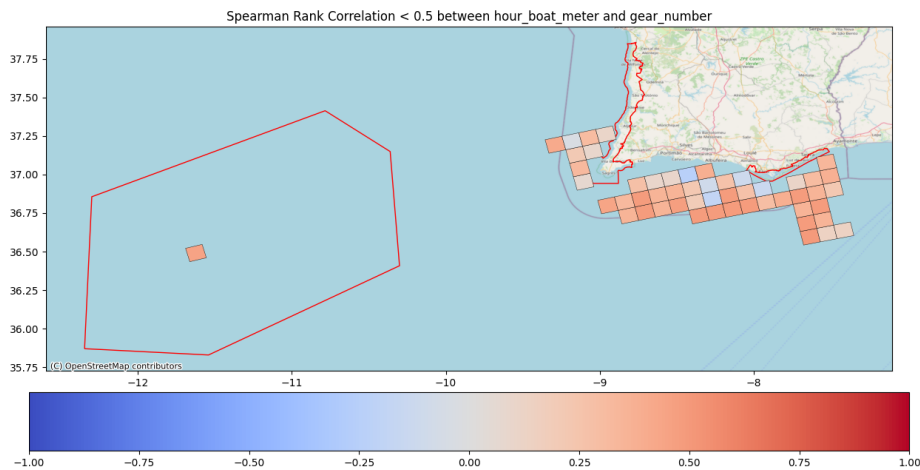 Spearman Rank Correlation < 0.5 between hour_boat_meter and gear_number
37.75
37.50
37.25
37.00
36.75
36.50
36.25
36.00
35.75
(C) OpenStreetMap contributors
−12 −11 −10 −9 −8
−1.00 −0.75 −0.50 −0.25 0.00 0.25 0.50 0.75 1.00